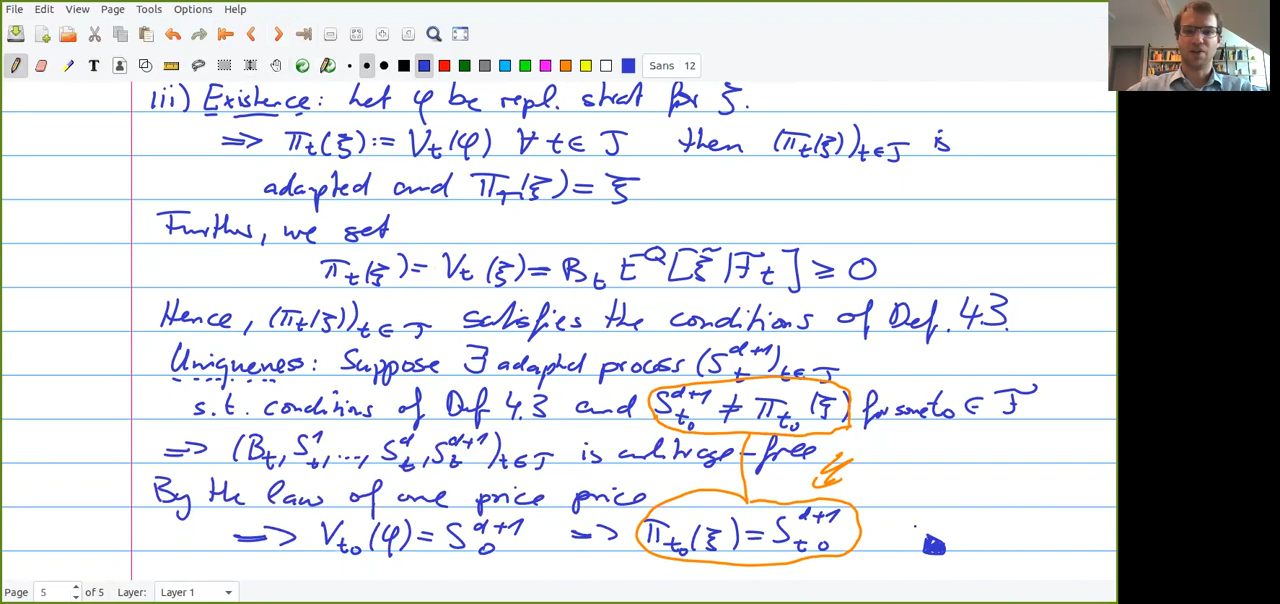 File Edit View Page Tools Options Help
Sans 12
iii) Existence: Let φ be repl. strat for ξ.
⇒ π_t(ξ) := V_t(φ) ∀ t ∈ J then (π_t(ξ))_{t∈J} is
adapted and π_T(ξ) = ξ
Further, we set
π_t(ξ) = V_t(ξ) = B_t E^Q[ξ̃ | F_t] ≥ 0
Hence, (π_t(ξ))_{t∈J} satisfies the conditions of Def. 4.3.
Uniqueness: Suppose ∃ adapted process (S_t^{d+1})_{t∈J}
s.t. conditions of Def 4.3 and S_{t_0}^{d+1} ≠ π_{t_0}(ξ) for some t_0 ∈ J
⇒ (B_t, S_t^1, ..., S_t^d, S_t^{d+1})_{t∈J} is arbitrage-free
By the law of one price price
⇒ V_{t_0}(φ) = S_0^{d+1} ⇒ π_{t_0}(ξ) = S_{t_0}^{d+1}
Page 5 of 5 Layer: Layer 1